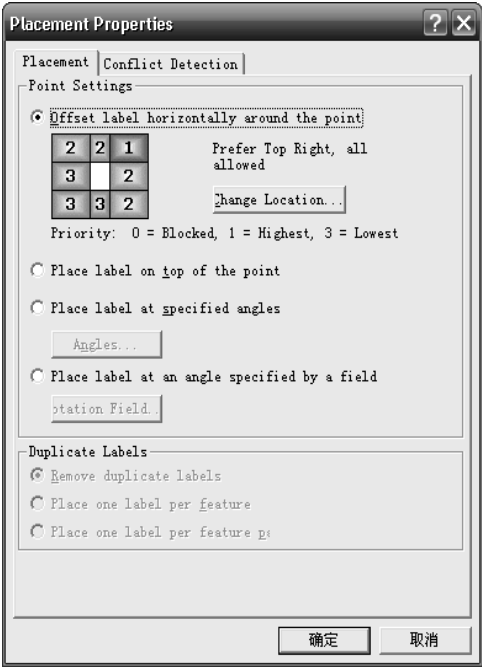 Placement Properties
Placement
Conflict Detection
Point Settings
Offset label horizontally around the point
2 2 1
3 2
3 3 2
Prefer Top Right, all
allowed
Change Location...
Priority: 0 = Blocked, 1 = Highest, 3 = Lowest
Place label on top of the point
Place label at specified angles
Angles...
Place label at an angle specified by a field
otation Field..
Duplicate Labels
Remove duplicate labels
Place one label per feature
Place one label per feature
确定
取消